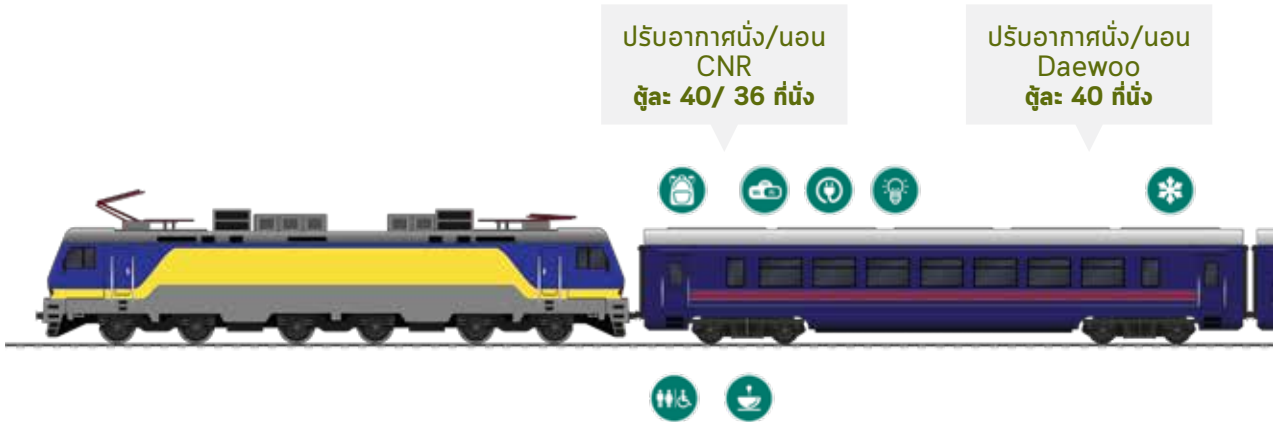 ปรับอากาศนั่ง/นอน
CNR
ตู้ละ 40/ 36 ที่นั่ง
ปรับอากาศนั่ง/นอน
Daewoo
ตู้ละ 40 ที่นั่ง